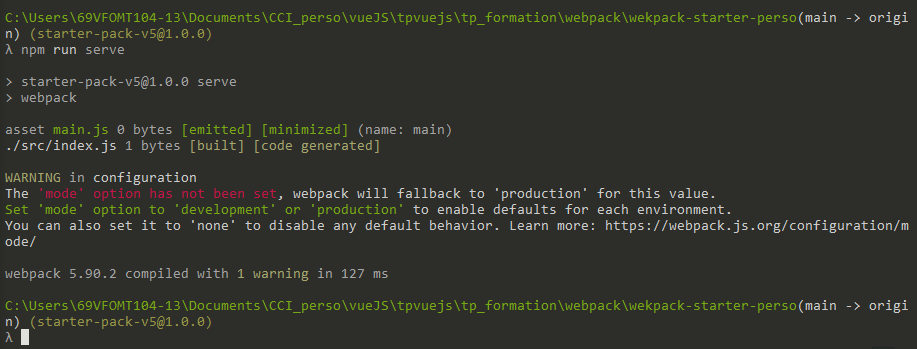 C:\Users\69VFOMT104-13\Documents\CCI_perso\vueJS\tpvuejs\tp_formation\webpack\wekpack-starter-perso(main -> origi
n) (starter-pack-v5@1.0.0)
λ npm run serve
> starter-pack-v5@1.0.0 serve
> webpack
asset main.js 0 bytes [emitted] [minimized] (name: main)
./src/index.js 1 bytes [built] [code generated]
WARNING in configuration
The 'mode' option has not been set, webpack will fallback to 'production' for this value.
Set 'mode' option to 'development' or 'production' to enable defaults for each environment.
You can also set it to 'none' to disable any default behavior. Learn more: https://webpack.js.org/configuration/m
ode/
webpack 5.90.2 compiled with 1 warning in 127 ms
C:\Users\69VFOMT104-13\Documents\CCI_perso\vueJS\tpvuejs\tp_formation\webpack\wekpack-starter-perso(main -> origi
n) (starter-pack-v5@1.0.0)
λ